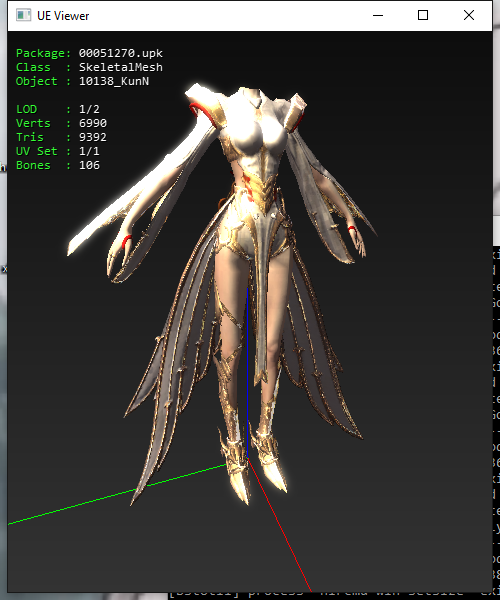 UE Viewer
Package: 00051270.upk
Class : SkeletalMesh
Object : 10138_KunN
LOD : 1/2
Verts : 6990
Tris : 9392
UV Set : 1/1
Bones : 106